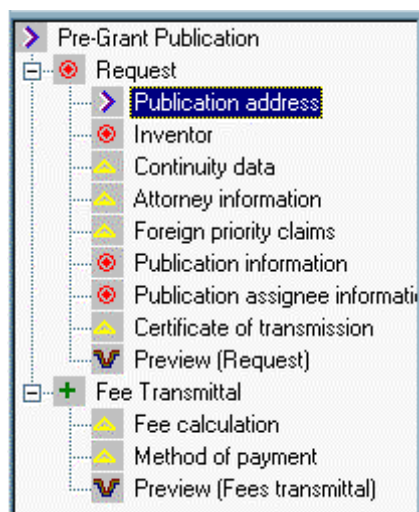 Pre-Grant Publication
Request
Publication address
Inventor
Continuity data
Attorney information
Foreign priority claims
Publication information
Publication assignee informati
Certificate of transmission
Preview (Request)
Fee Transmittal
Fee calculation
Method of payment
Preview (Fees transmittal)